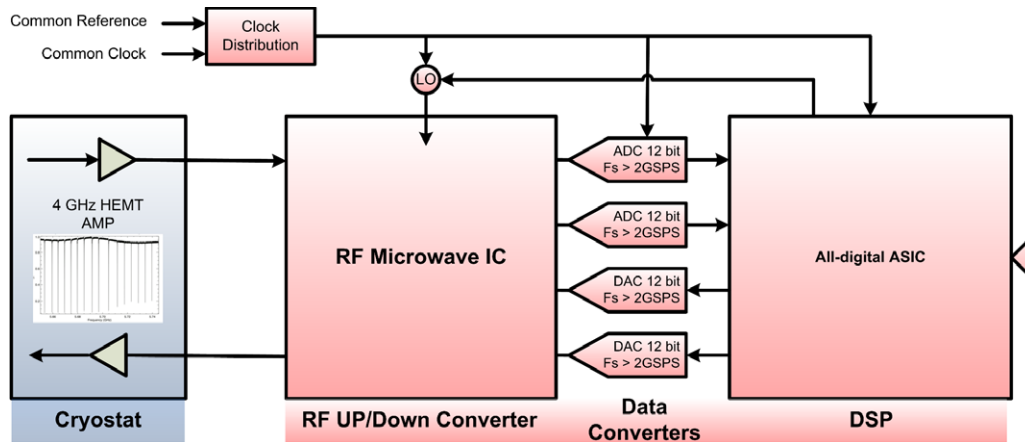 Common Reference
Common Clock
Clock
Distribution
LO
4 GHz HEMT
AMP
RF Microwave IC
ADC 12 bit
Fs > 2GSPS
ADC 12 bit
Fs > 2GSPS
DAC 12 bit
Fs > 2GSPS
DAC 12 bit
Fs > 2GSPS
All-digital ASIC
Cryostat
RF UP/Down Converter
Data
Converters
DSP